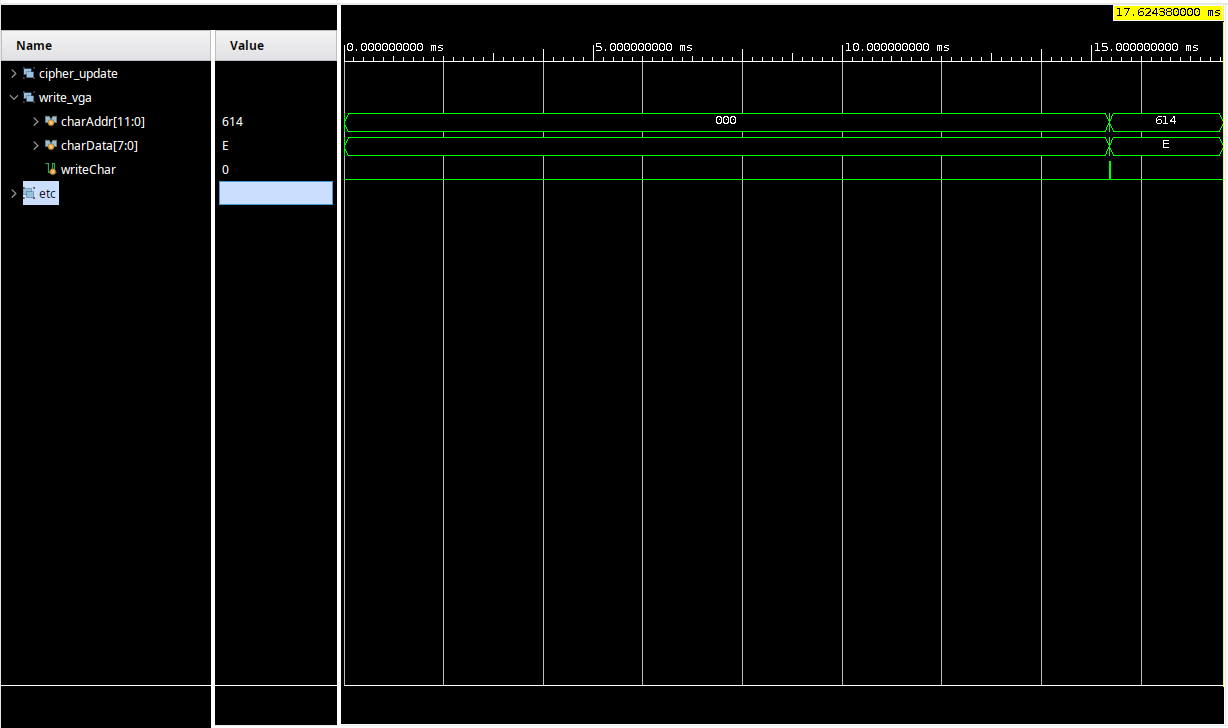 17.624380000 ms
Name Value
0.000000000 ms 5.000000000 ms 10.000000000 ms 15.000000000 ms
cipher_update
write_vga
charAddr[11:0] 614 000 614
charData[7:0] E E
writeChar 0
etc